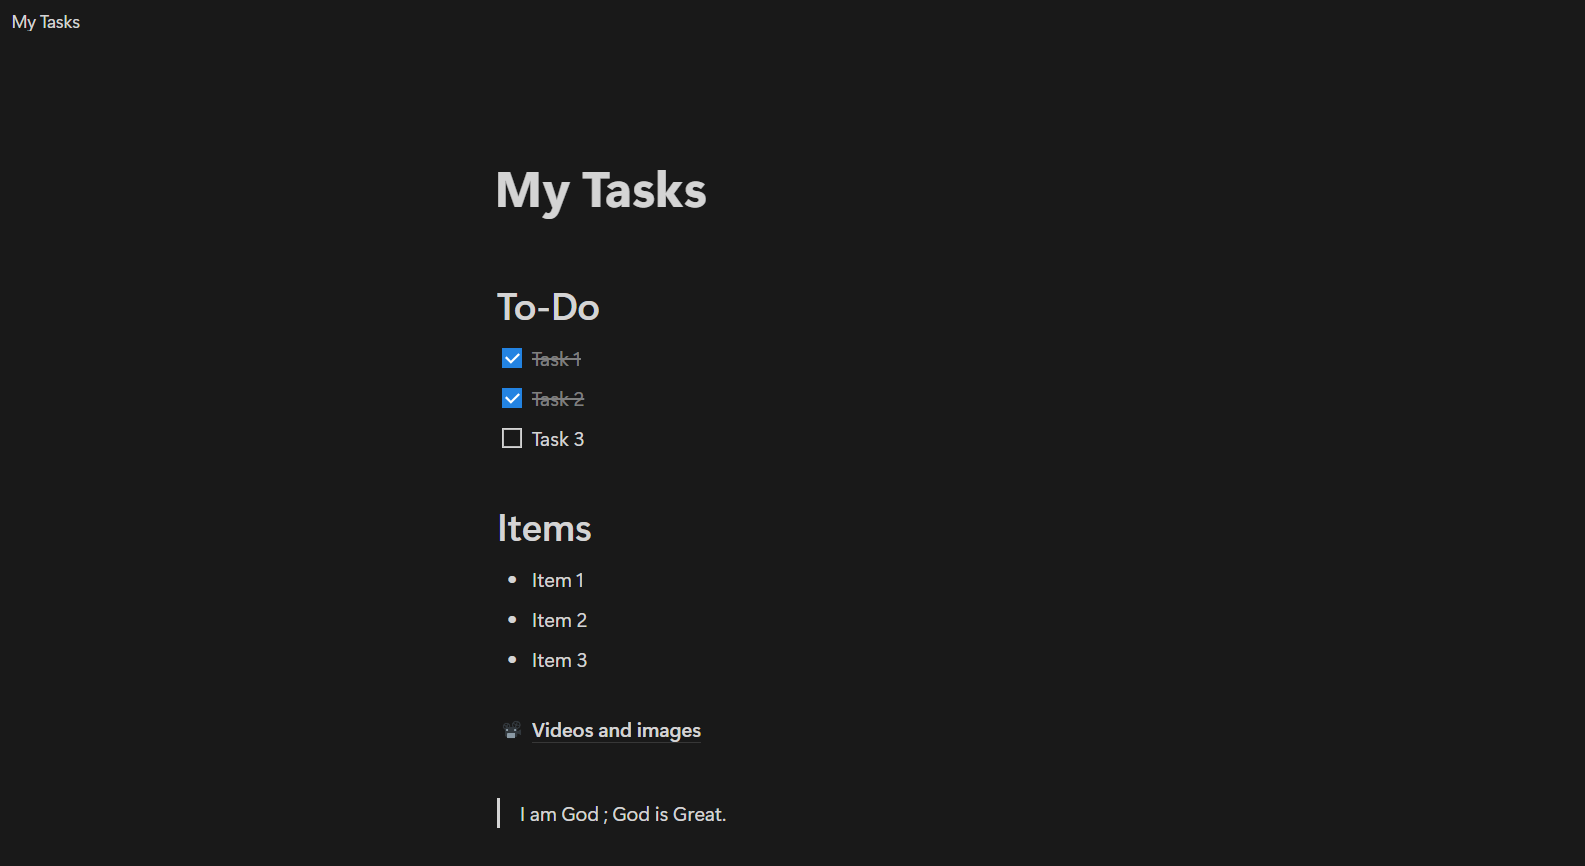 My Tasks
My Tasks
To-Do
Task 1
Task 2
Task 3
Items
Item 1
Item 2
Item 3
Videos and images
I am God ; God is Great.